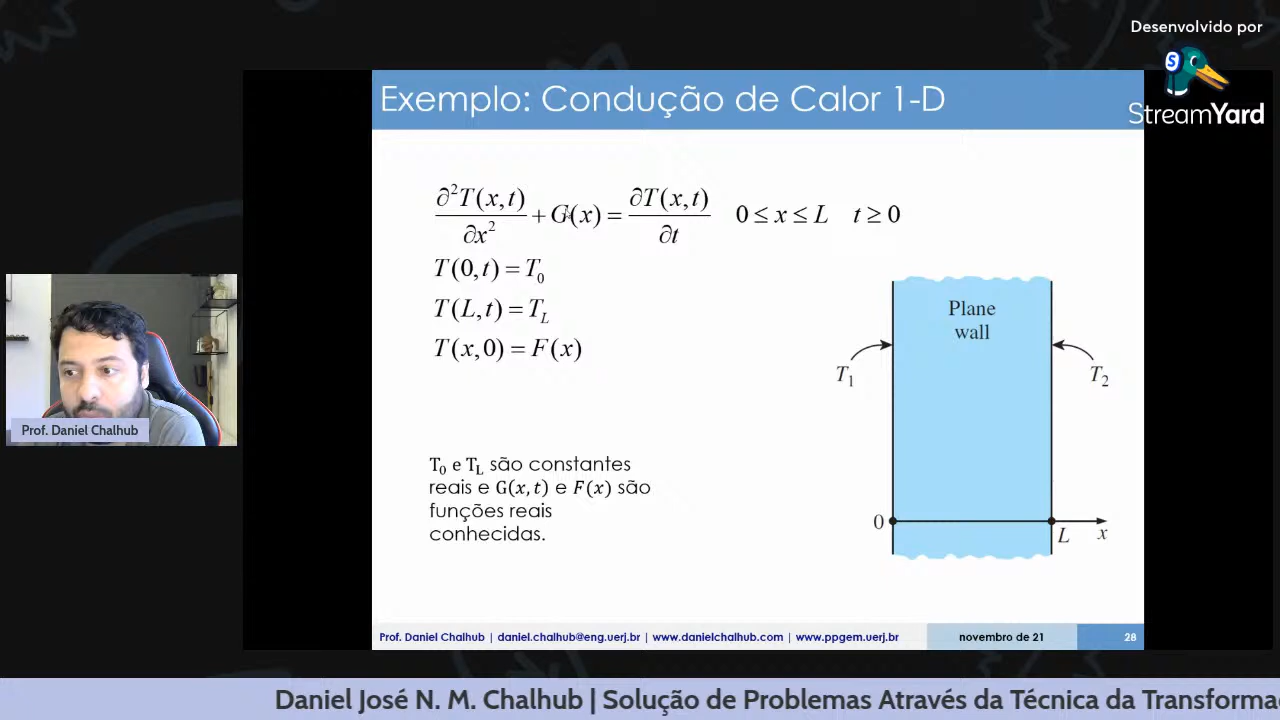 Desenvolvido por
StreamYard
Exemplo: Condução de Calor 1-D
∂²T(x,t)/∂x² + G(x) = ∂T(x,t)/∂t   0 ≤ x ≤ L   t ≥ 0
T(0,t) = T₀
T(L,t) = T_L
T(x,0) = F(x)
Plane
wall
T₁
T₂
0
L
x
T₀ e T_L são constantes
reais e G(x,t) e F(x) são
funções reais
conhecidas.
Prof. Daniel Chalhub
Prof. Daniel Chalhub | daniel.chalhub@eng.uerj.br | www.danielchalhub.com | www.ppgem.uerj.br
novembro de 21
28
Daniel José N. M. Chalhub | Solução de Problemas Através da Técnica da Transforma